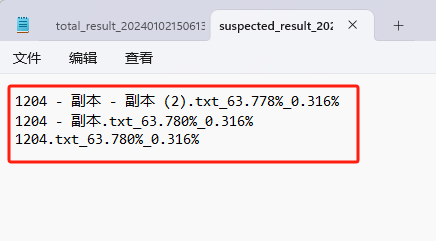 total_result_20240102150613
suspected_result_202
文件 编辑 查看
1204 - 副本 - 副本 (2).txt_63.778%_0.316%
1204 - 副本.txt_63.780%_0.316%
1204.txt_63.780%_0.316%